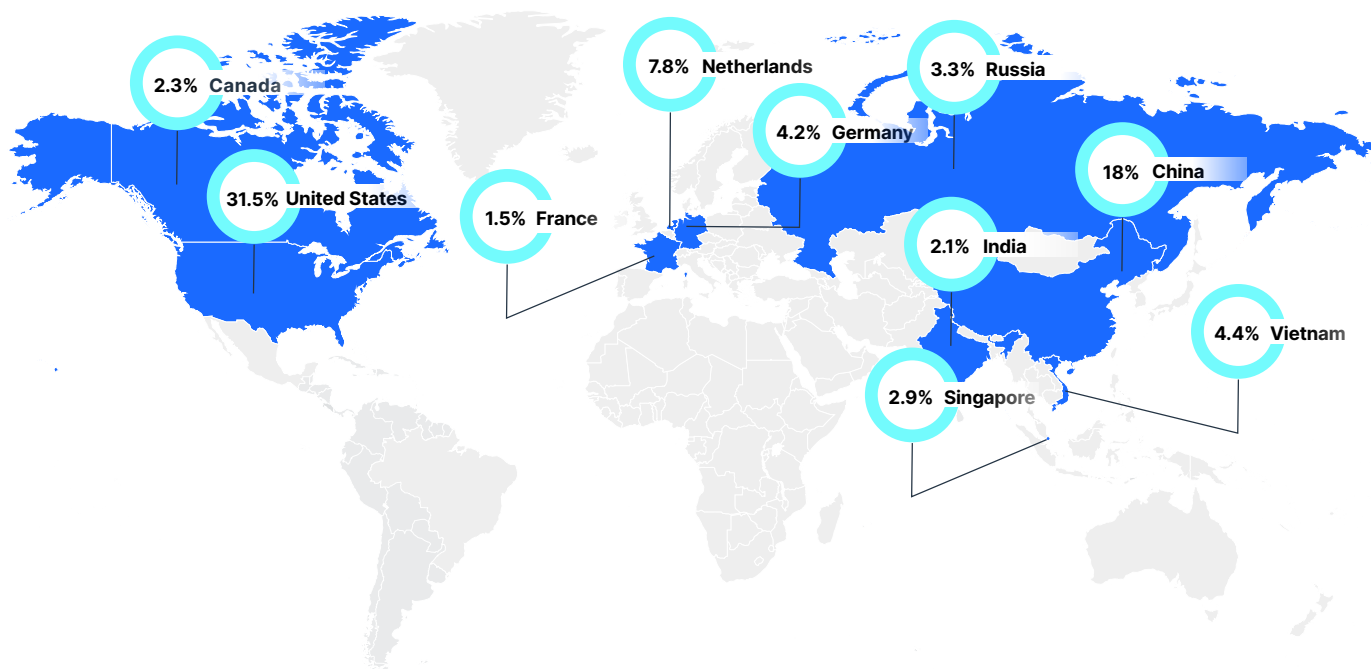 7.8% Netherlands
3.3% Russia
2.3% Canada
4.2% Germany
18% China
31.5% United States
1.5% France
2.1% India
4.4% Vietnam
2.9% Singapore